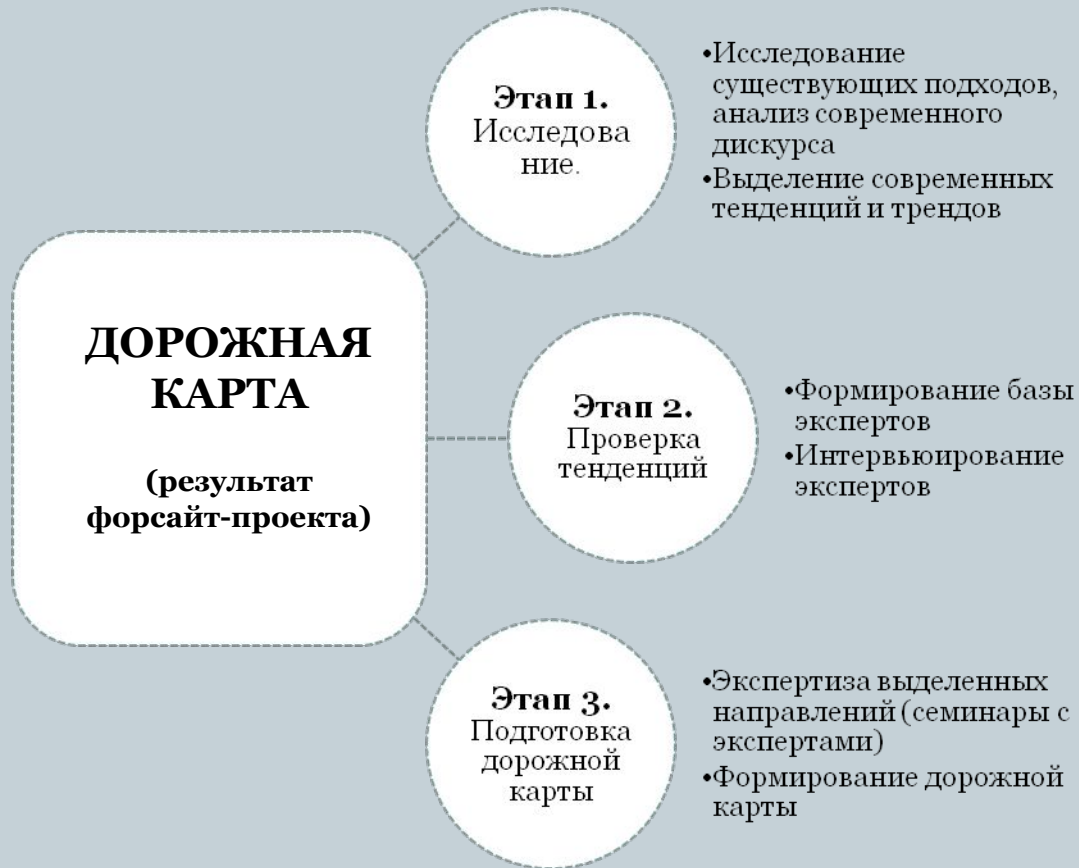 Этап 1.
Исследова
ние.
•Исследование
существующих подходов,
анализ современного
дискурса
•Выделение современных
тенденций и трендов
ДОРОЖНАЯ
КАРТА
(результат
форсайт-проекта)
Этап 2.
Проверка
тенденций
•Формирование базы
экспертов
•Интервьюирование
экспертов
Этап 3.
Подготовка
дорожной
карты
•Экспертиза выделенных
направлений (семинары с
экспертами)
•Формирование дорожной
карты